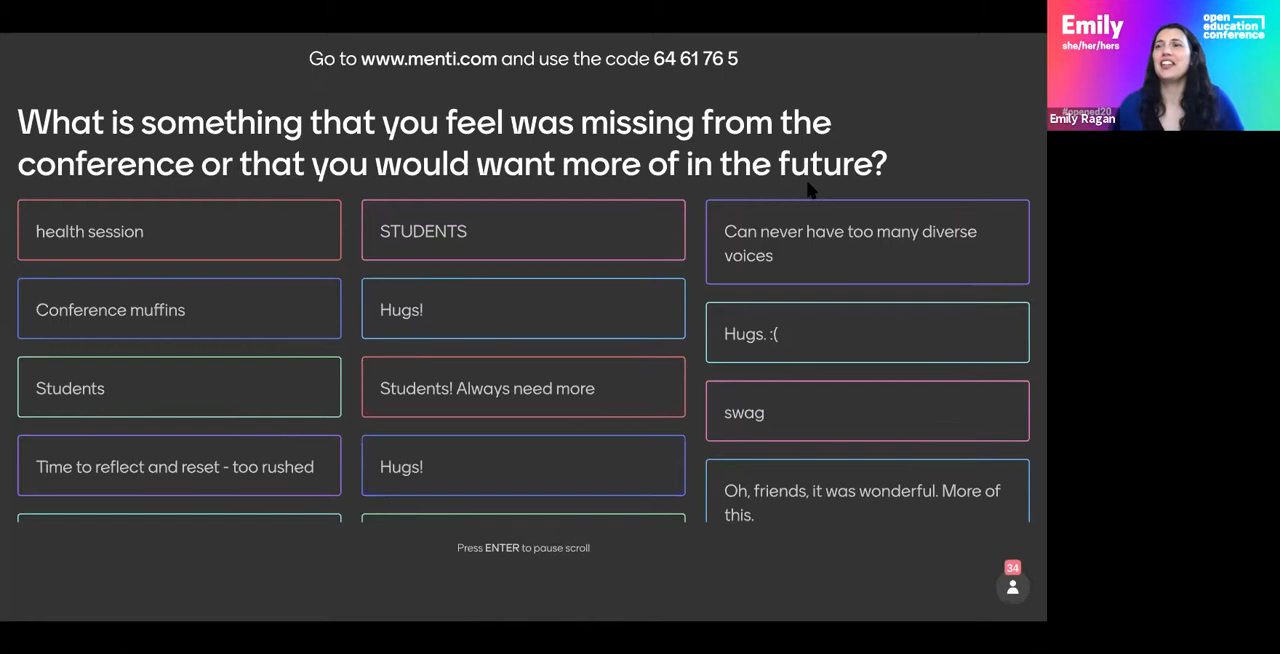 Go to www.menti.com and use the code 64 61 76 5
What is something that you feel was missing from the
conference or that you would want more of in the future?
health session
Conference muffins
Students
Time to reflect and reset - too rushed
STUDENTS
Hugs!
Students! Always need more
Hugs!
Can never have too many diverse
voices
Hugs. :(
swag
Oh, friends, it was wonderful. More of
this.
Press ENTER to pause scroll
34
Emily
she/her/hers
open
education
conference
#opened20
Emily Ragan